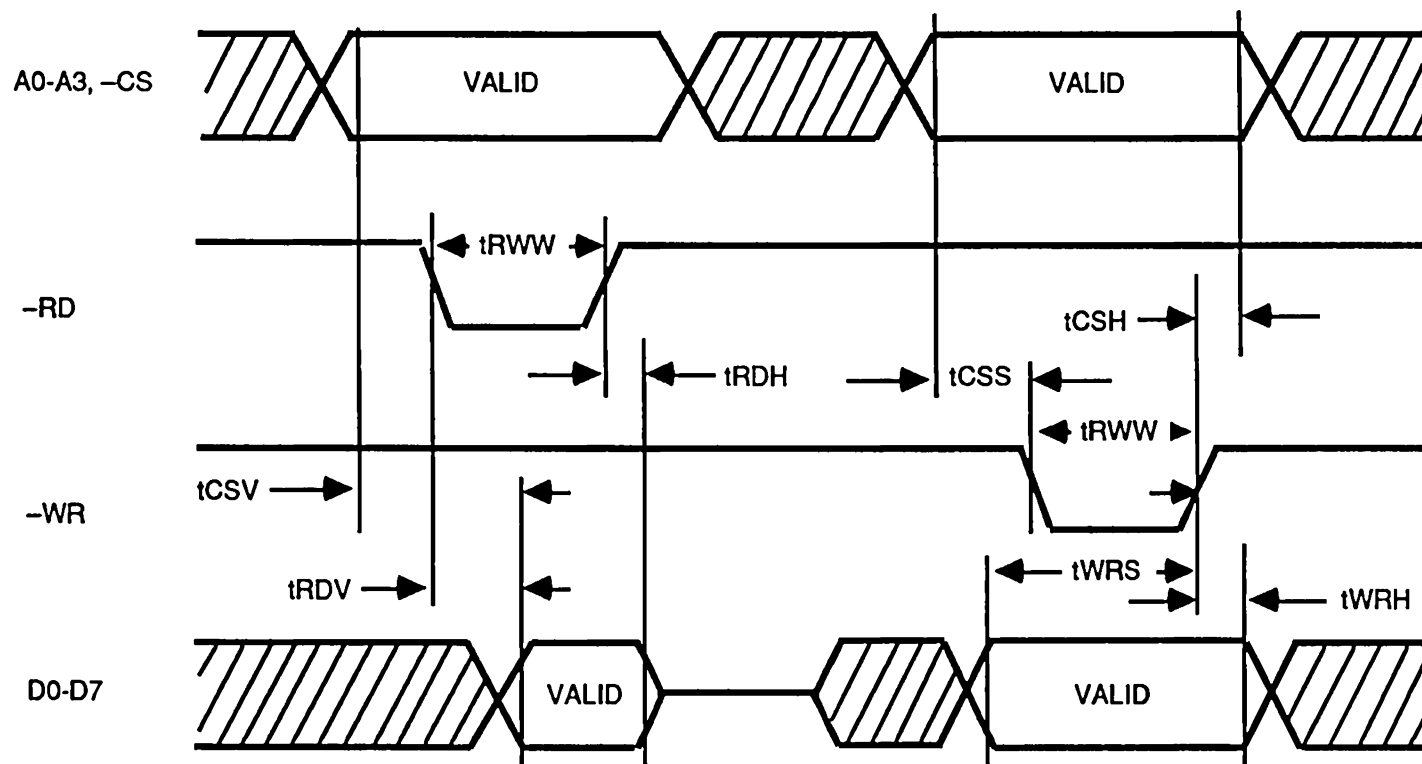 A0-A3, –CS
VALID
VALID
tRWW
–RD
tCSH
tRDH
tCSS
tRWW
tCSV
–WR
tWRS
tRDV
tWRH
D0-D7
VALID
VALID